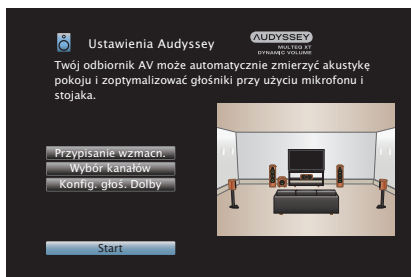 Ustawienia Audyssey
AUDYSSEY
MULTEQ XT
DYNAMIC VOLUME
Twój odbiornik AV może automatycznie zmierzyć akustykę
pokoju i zoptymalizować głośniki przy użyciu mikrofonu i
stojaka.
Przypisanie wzmacn.
Wybór kanałów
Konfig. głoś. Dolby
Start